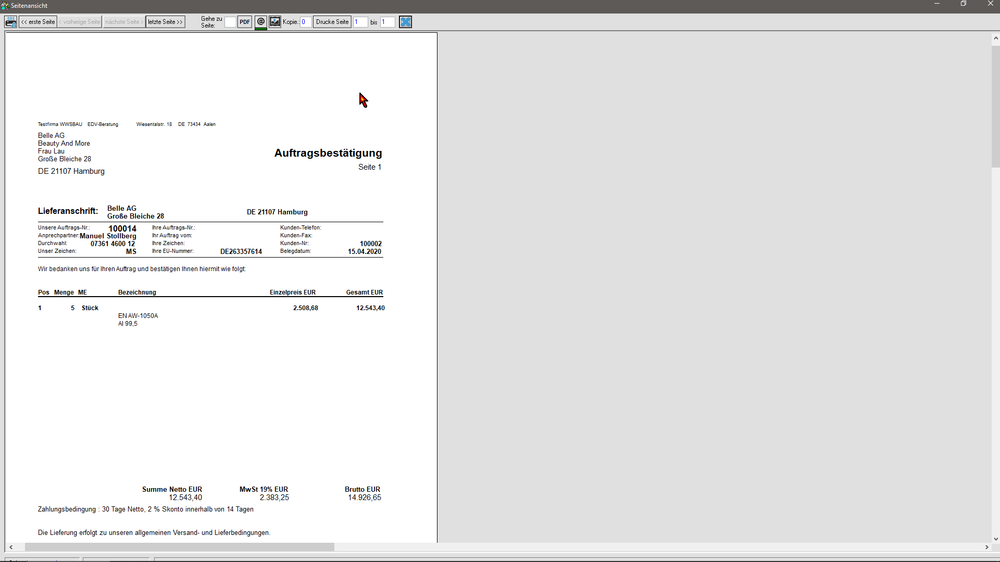 Seitenansicht
<< erste Seite < vorherige Seite nächste Seite > letzte Seite >> Gehe zu Seite: PDF @ Kopie.: 0 Drucke Seite 1 bis 1
Testfirma WWSBAU EDV-Beratung Wiesentalstr. 18 DE 73434 Aalen
Belle AG
Beauty And More
Frau Lau
Große Bleiche 28
DE 21107 Hamburg
Auftragsbestätigung
Seite 1
Lieferanschrift: Belle AG
Große Bleiche 28
DE 21107 Hamburg
Unsere Auftrags-Nr.: 100014 Ihre Auftrags-Nr.: Kunden-Telefon:
Anprechpartner: Manuel Stollberg Ihr Auftrag vom: Kunden-Fax:
Durchwahl: 07361 4600 12 Ihre Zeichen: Kunden-Nr: 100002
Unser Zeichen: MS Ihre EU-Nummer: DE263357614 Belegdatum: 15.04.2020
Wir bedanken uns für Ihren Auftrag und bestätigen Ihnen hiermit wie folgt:
Pos Menge ME Bezeichnung Einzelpreis EUR Gesamt EUR
1 5 Stück 2.508,68 12.543,40
EN AW-1050A
Al 99,5
Summe Netto EUR MwSt 19% EUR Brutto EUR
12.543,40 2.383,25 14.926,65
Zahlungsbedingung : 30 Tage Netto, 2 % Skonto innerhalb von 14 Tagen
Die Lieferung erfolgt zu unseren allgemeinen Versand- und Lieferbedingungen.